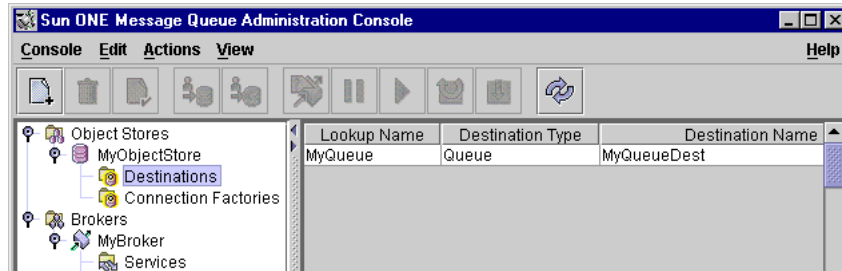 Sun ONE Message Queue Administration Console
Console Edit Actions View Help
Object Stores
MyObjectStore
Destinations
Connection Factories
Brokers
MyBroker
Services
Lookup Name Destination Type Destination Name
MyQueue Queue MyQueueDest